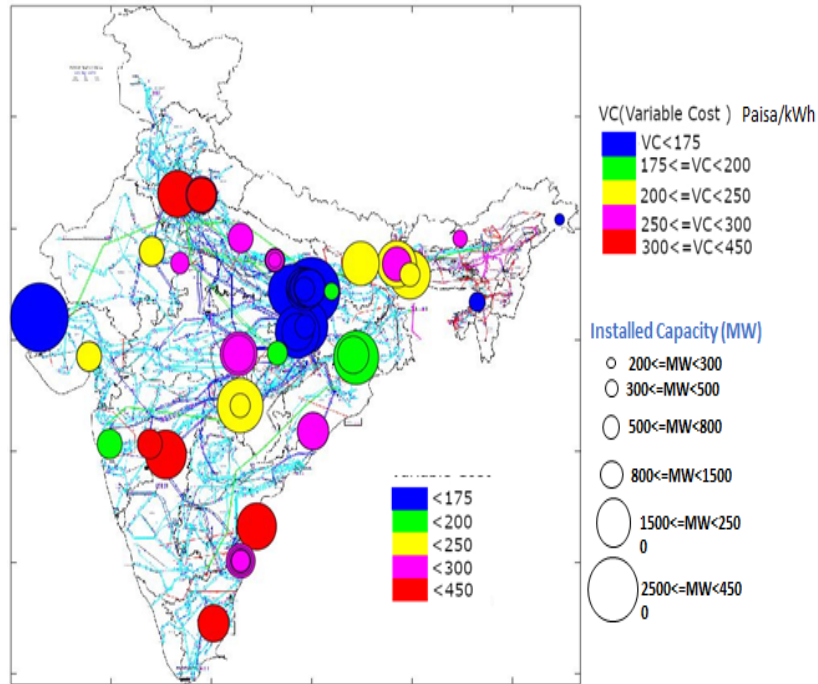 VC(Variable Cost ) Paisa/kWh
VC<175
175<=VC<200
200<=VC<250
250<=VC<300
300<=VC<450
Installed Capacity (MW)
200<=MW<300
300<=MW<500
500<=MW<800
800<=MW<1500
1500<=MW<250
0
2500<=MW<450
0
<175
<200
<250
<300
<450